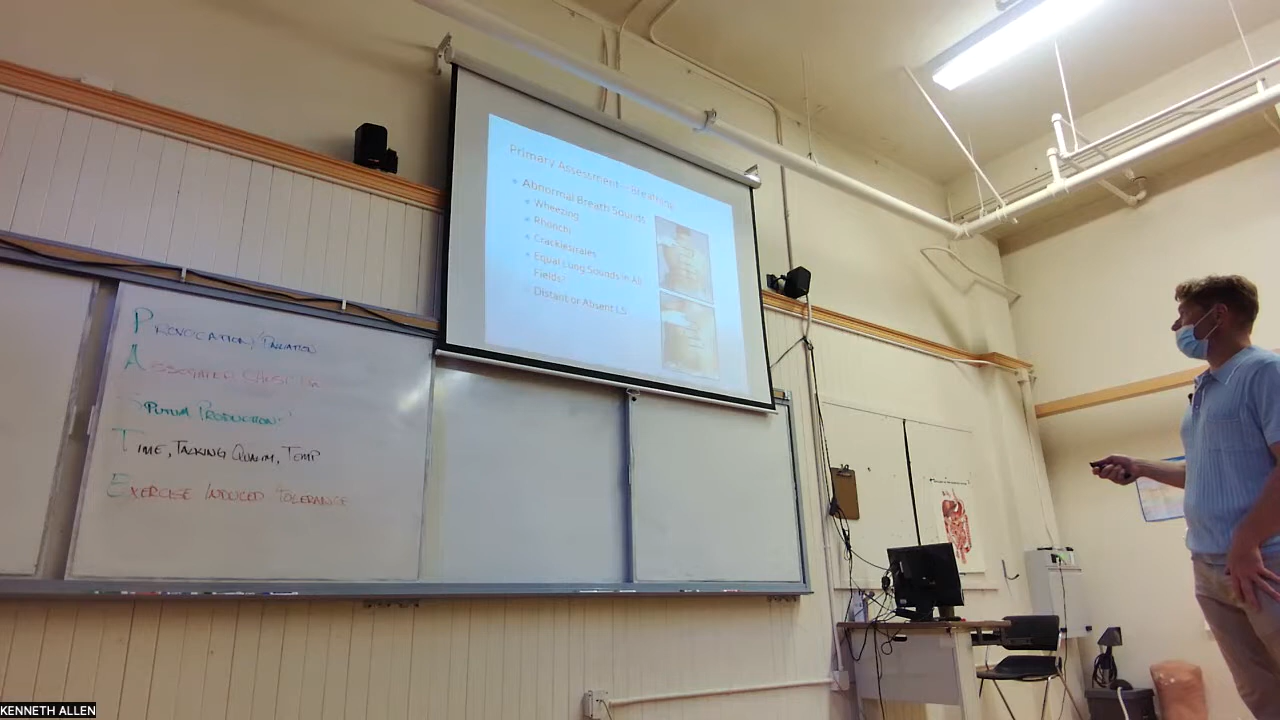 Primary Assessment - Breathing
Abnormal Breath Sounds
Wheezing
Rhonchi
Crackles/rales
Equal Lung Sounds in All
Fields?
Distant or Absent LS
PROVOCATION/PALLIATION
ASSOCIATED CHEST
SPUTUM PRODUCTION?
TIME, TALKING QUALITY, TEMP
EXERCISE INDUCED TOLERANCE
KENNETH ALLEN